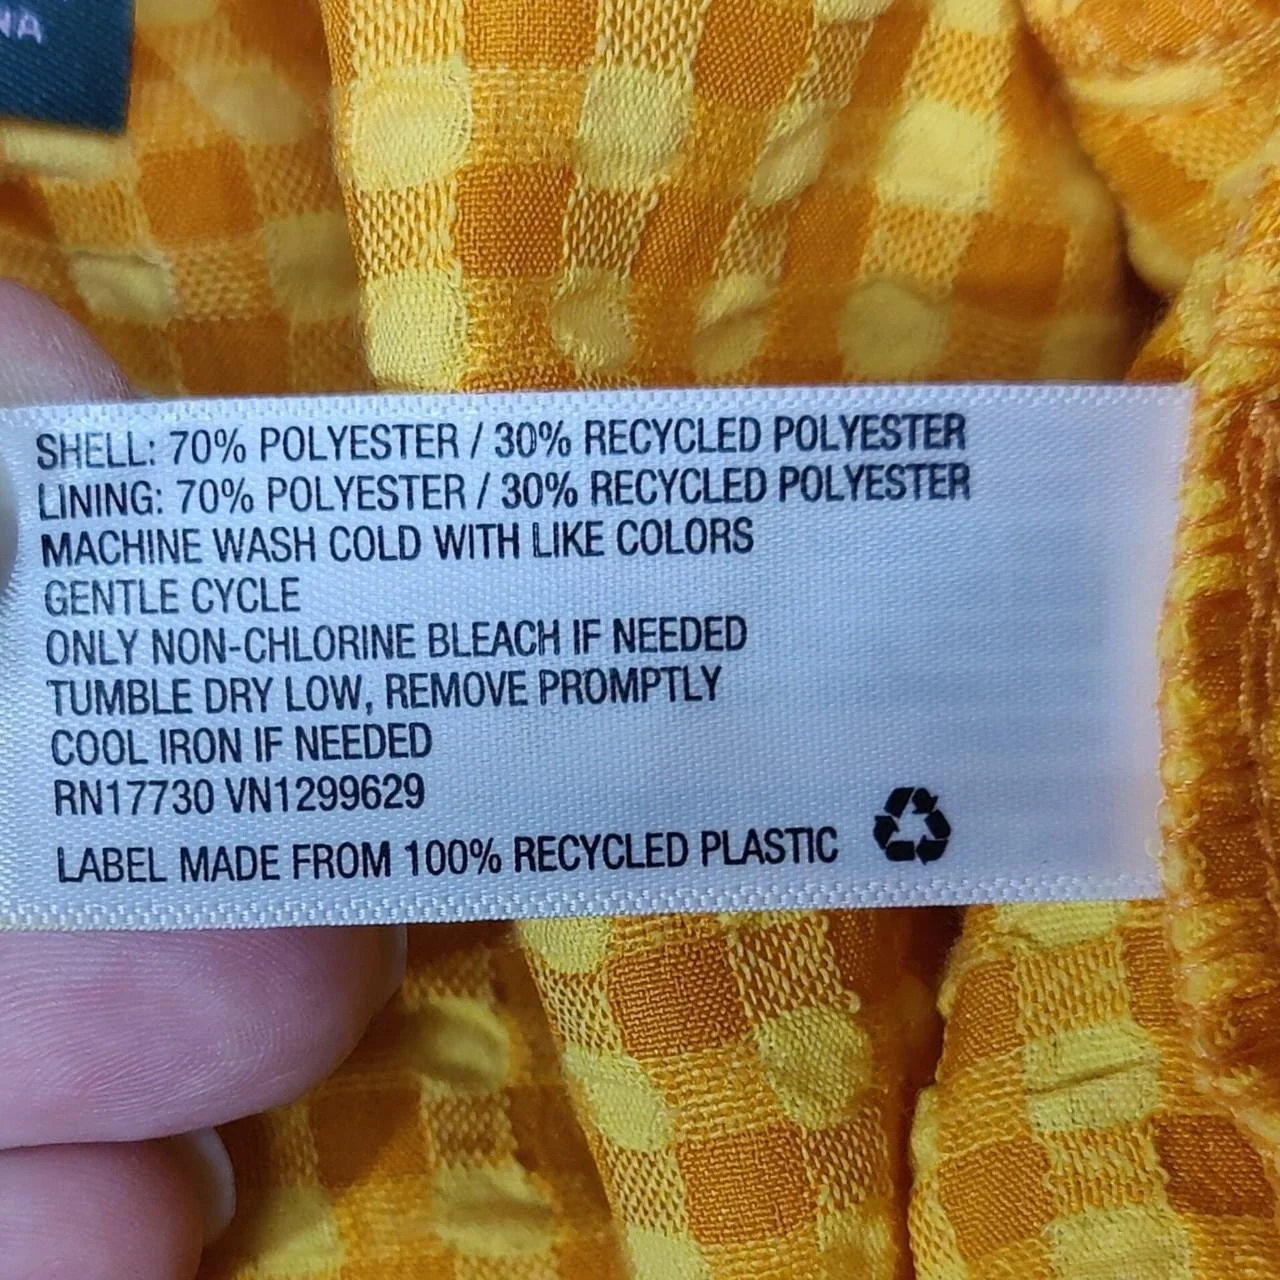 SHELL: 70% POLYESTER / 30% RECYCLED POLYESTER
LINING: 70% POLYESTER / 30% RECYCLED POLYESTER
MACHINE WASH COLD WITH LIKE COLORS
GENTLE CYCLE
ONLY NON-CHLORINE BLEACH IF NEEDED
TUMBLE DRY LOW, REMOVE PROMPTLY
COOL IRON IF NEEDED
RN17730 VN1299629
LABEL MADE FROM 100% RECYCLED PLASTIC